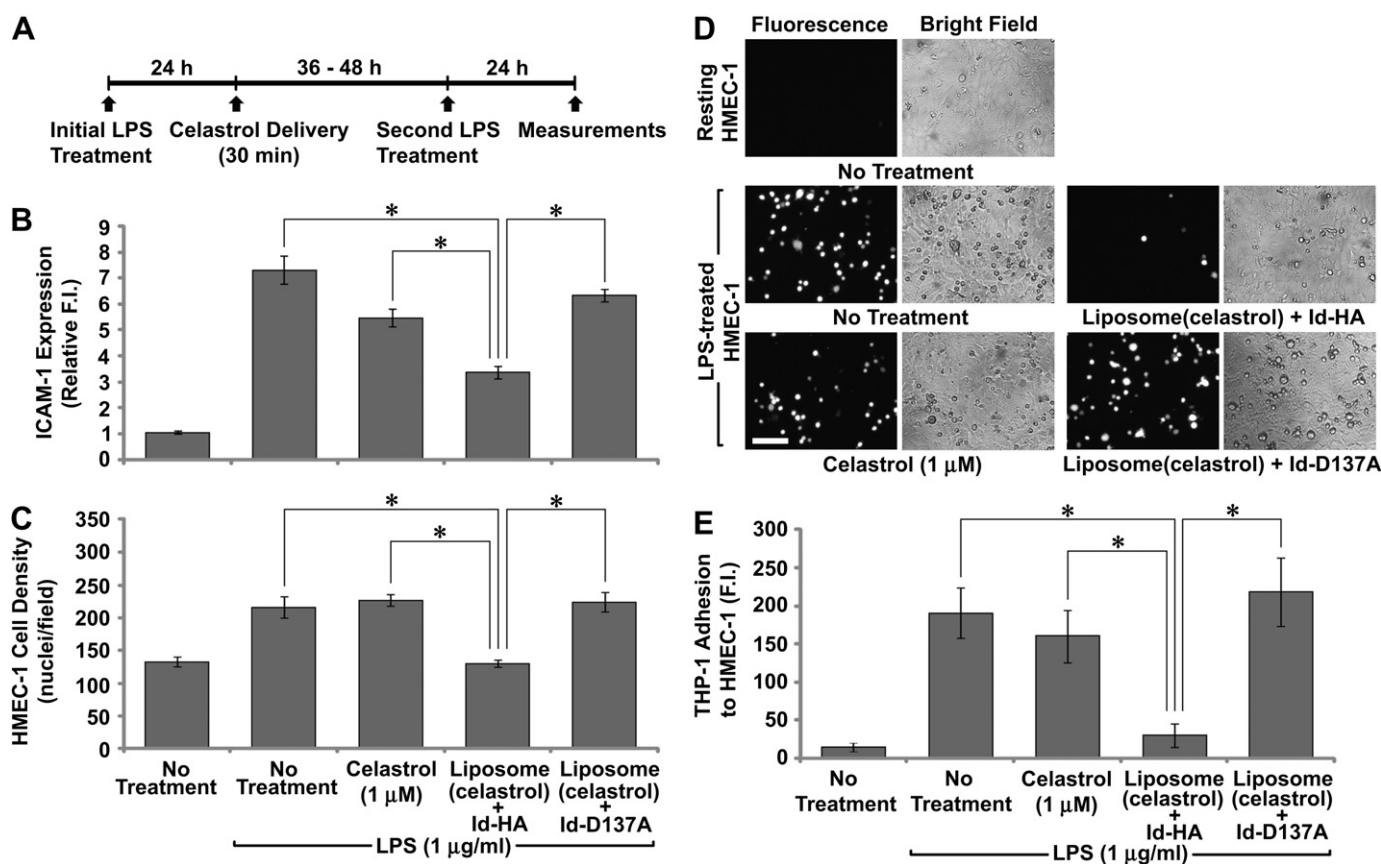 A
24 h
36 - 48 h
24 h
Initial LPS
Treatment
Celastrol Delivery
(30 min)
Second LPS
Treatment
Measurements
B
ICAM-1 Expression
(Relative F.I.)
9
8
7
6
5
4
3
2
1
0
*
*
*
C
HMEC-1 Cell Density
(nuclei/field)
350
300
250
200
150
100
50
0
*
*
*
No
Treatment
No
Treatment
Celastrol
(1 μM)
Liposome
(celastrol)
+
Id-HA
Liposome
(celastrol)
+
Id-D137A
LPS (1 μg/ml)
D
Fluorescence
Bright Field
Resting
HMEC-1
No Treatment
LPS-treated
HMEC-1
No Treatment
Liposome(celastrol) + Id-HA
Celastrol (1 μM)
Liposome(celastrol) + Id-D137A
E
THP-1 Adhesion
to HMEC-1 (F.I.)
300
250
200
150
100
50
0
*
*
*
No
Treatment
No
Treatment
Celastrol
(1 μM)
Liposome
(celastrol)
+
Id-HA
Liposome
(celastrol)
+
Id-D137A
LPS (1 μg/ml)